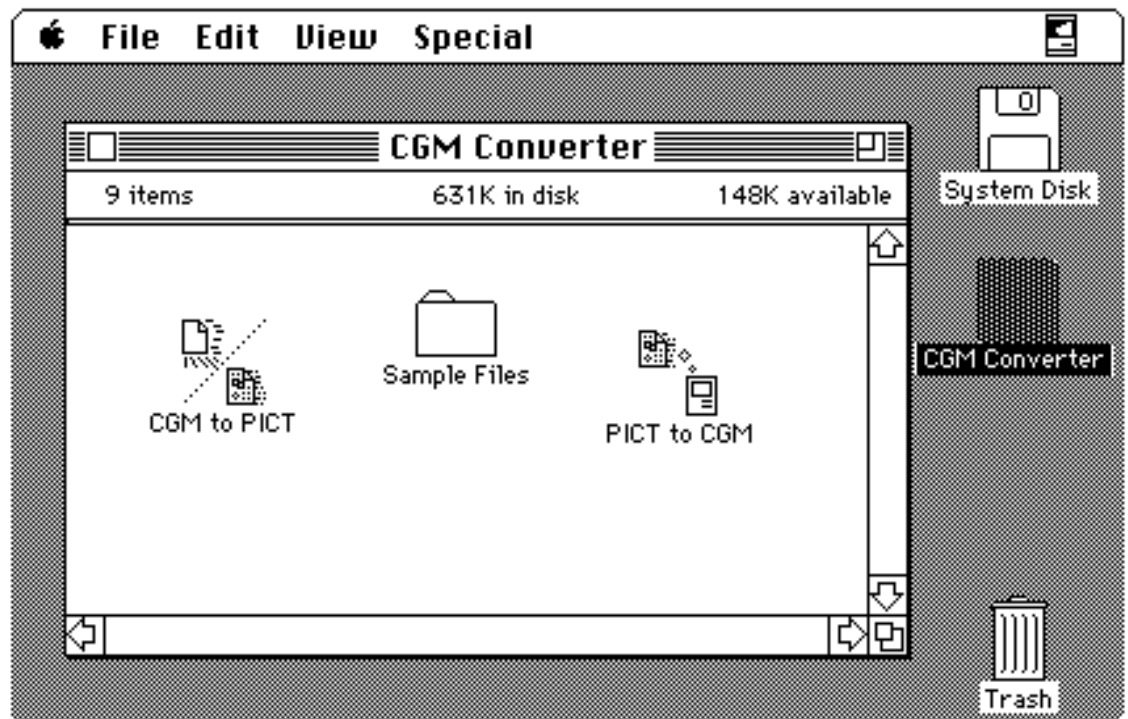 File Edit View Special
CGM Converter
9 items 631K in disk 148K available
System Disk
CGM Converter
Sample Files
CGM to PICT
PICT to CGM
Trash